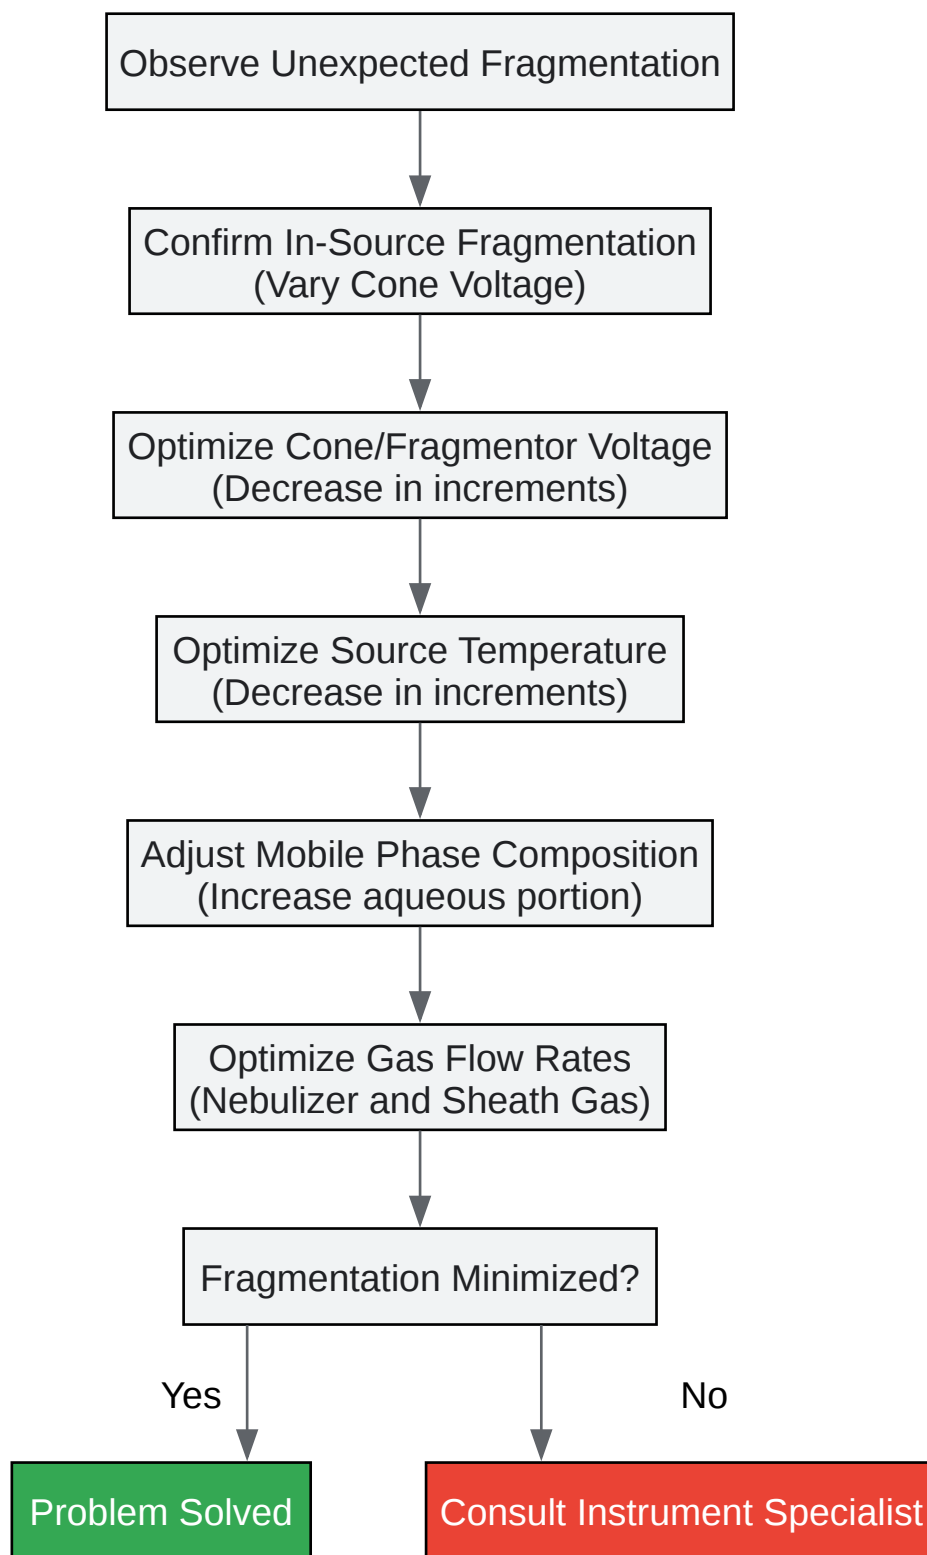 Observe Unexpected Fragmentation
Confirm In-Source Fragmentation
(Vary Cone Voltage)
Optimize Cone/Fragmentor Voltage
(Decrease in increments)
Optimize Source Temperature
(Decrease in increments)
Adjust Mobile Phase Composition
(Increase aqueous portion)
Optimize Gas Flow Rates
(Nebulizer and Sheath Gas)
Fragmentation Minimized?
Yes
No
Problem Solved
Consult Instrument Specialist